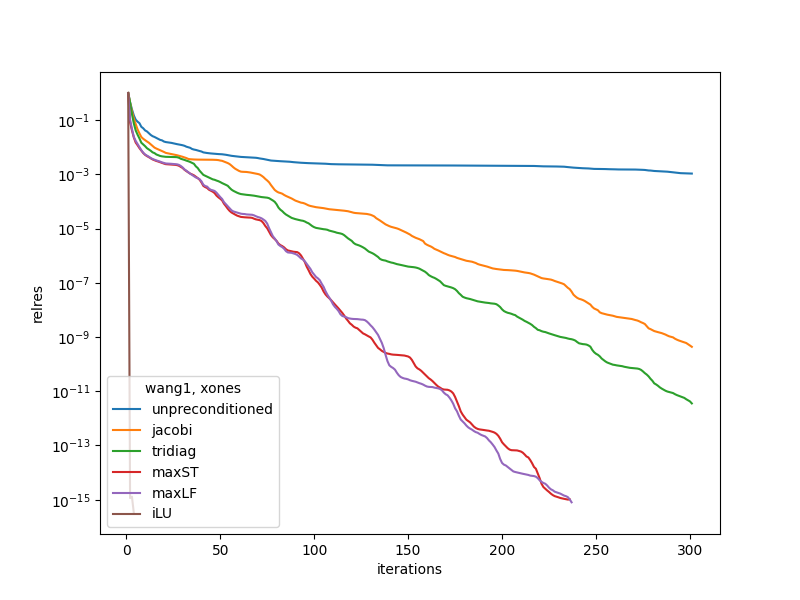 10⁻¹
10⁻³
10⁻⁵
10⁻⁷
10⁻⁹
10⁻¹¹
10⁻¹³
10⁻¹⁵
relres
wang1, xones
unpreconditioned
jacobi
tridiag
maxST
maxLF
iLU
0 50 100 150 200 250 300
iterations